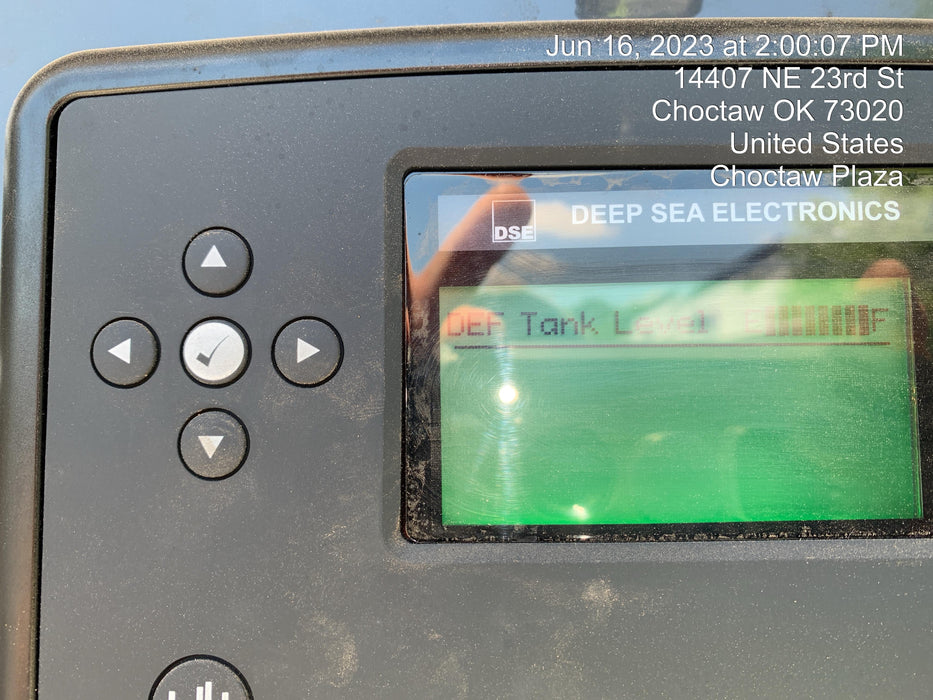 Jun 16, 2023 at 2:00:07 PM
14407 NE 23rd St
Choctaw OK 73020
United States
Choctaw Plaza
DSE DEEP SEA ELECTRONICS
DEF Tank Level E F